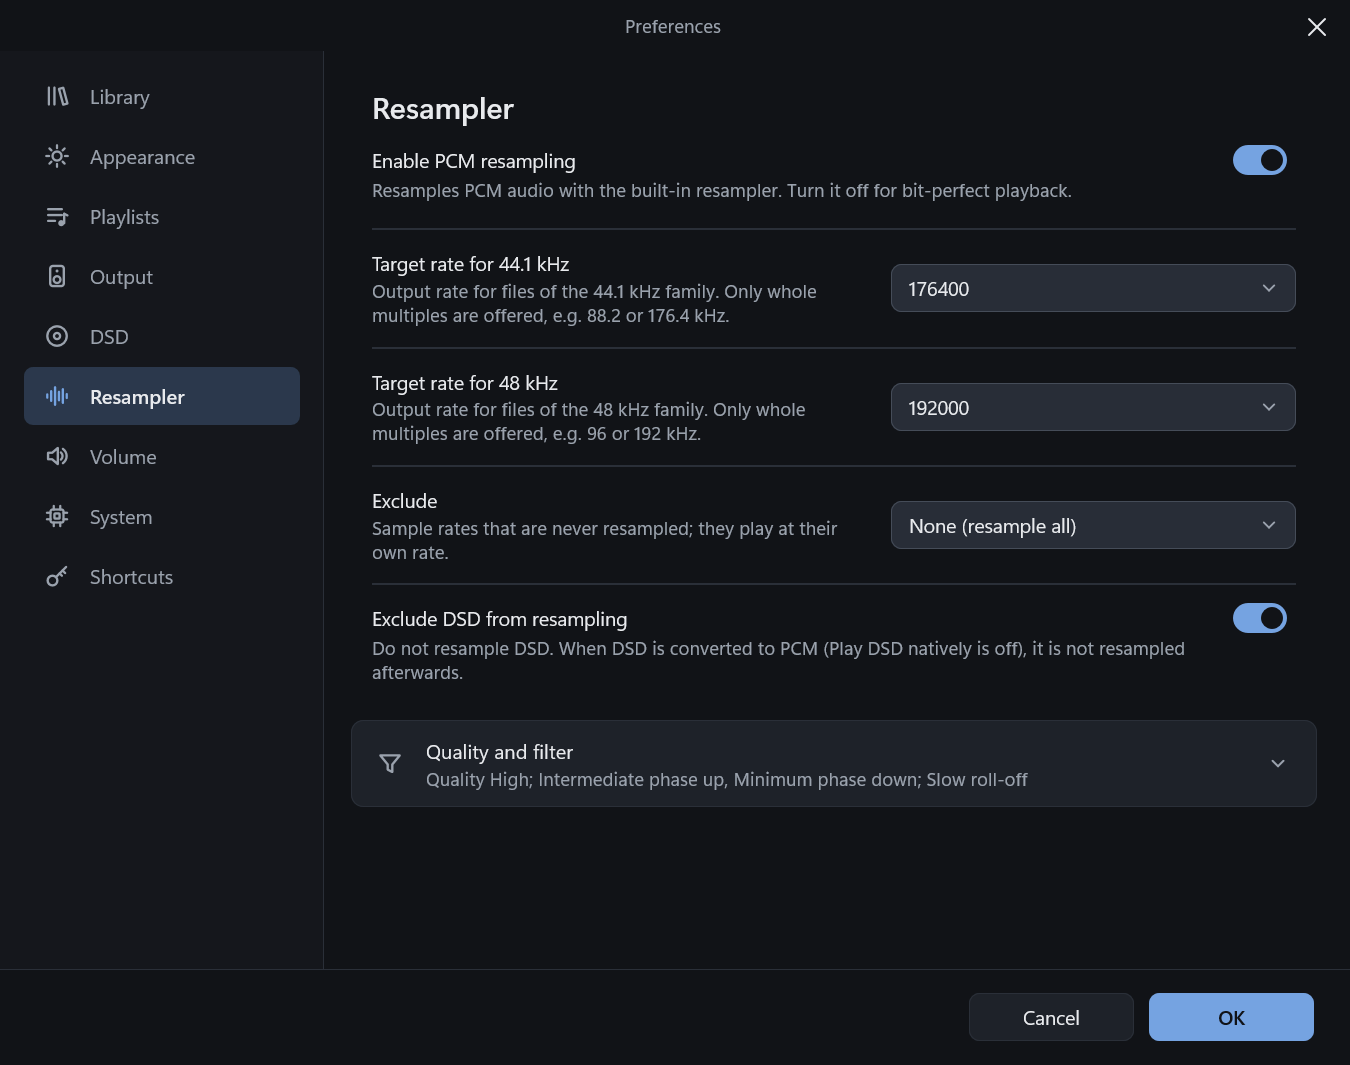 Preferences
Library
Appearance
Playlists
Output
DSD
Resampler
Volume
System
Shortcuts
Resampler
Enable PCM resampling
Resamples PCM audio with the built-in resampler. Turn it off for bit-perfect playback.
Target rate for 44.1 kHz
Output rate for files of the 44.1 kHz family. Only whole
multiples are offered, e.g. 88.2 or 176.4 kHz.
176400
Target rate for 48 kHz
Output rate for files of the 48 kHz family. Only whole
multiples are offered, e.g. 96 or 192 kHz.
192000
Exclude
Sample rates that are never resampled; they play at their
own rate.
None (resample all)
Exclude DSD from resampling
Do not resample DSD. When DSD is converted to PCM (Play DSD natively is off), it is not resampled
afterwards.
Quality and filter
Quality High; Intermediate phase up, Minimum phase down; Slow roll-off
Cancel
OK